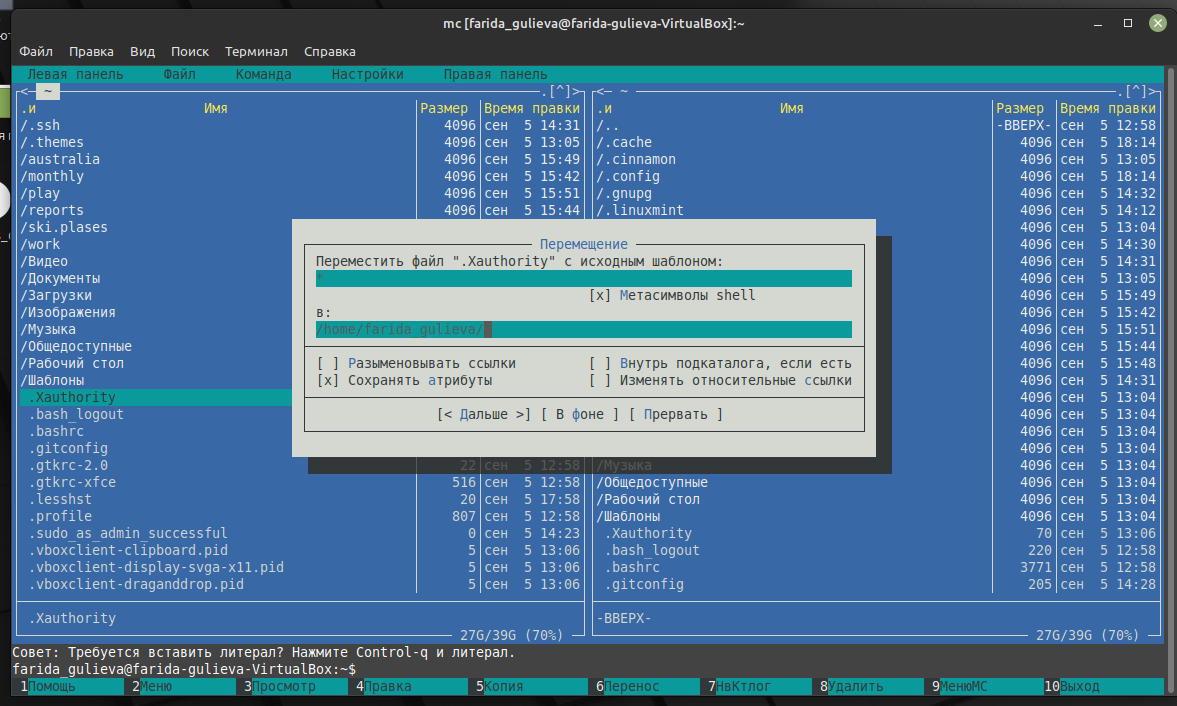 mc [farida_gulieva@farida-gulieva-VirtualBox]:~
Файл Правка Вид Поиск Терминал Справка
Левая панель Файл Команда Настройки Правая панель
<─ ~ ─.[^]> <─ ~ ─.[^]>
.и Имя Размер Время правки .и Имя Размер Время правки
/.ssh 4096 сен 5 14:31 /.. -ВВЕРХ- сен 5 12:58
/.themes 4096 сен 5 13:05 /.cache 4096 сен 5 18:14
/australia 4096 сен 5 15:49 /.cinnamon 4096 сен 5 13:05
/monthly 4096 сен 5 15:42 /.config 4096 сен 5 18:14
/play 4096 сен 5 15:51 /.gnupg 4096 сен 5 14:32
/reports 4096 сен 5 15:44 /.linuxmint 4096 сен 5 14:12
/ski.plases 4096 сен 5 13:04
/work Перемещение 4096 сен 5 14:30
/Видео Переместить файл ".Xauthority" с исходным шаблоном: 4096 сен 5 14:31
/Документы * 4096 сен 5 13:05
/Загрузки [x] Метасимволы shell 4096 сен 5 15:49
/Изображения в: 4096 сен 5 15:42
/Музыка /home/farida_gulieva/ 4096 сен 5 15:51
/Общедоступные 4096 сен 5 15:44
/Рабочий стол [ ] Разыменовывать ссылки [ ] Внутрь подкаталога, если есть 4096 сен 5 15:48
/Шаблоны [x] Сохранять атрибуты [ ] Изменять относительные ссылки 4096 сен 5 14:31
.Xauthority 4096 сен 5 13:04
.bash_logout [< Дальше >] [ В фоне ] [ Прервать ] 4096 сен 5 13:04
.bashrc 4096 сен 5 13:04
.gitconfig 4096 сен 5 13:04
.gtkrc-2.0 22 сен 5 12:58 /Музыка 4096 сен 5 13:04
.gtkrc-xfce 516 сен 5 12:58 /Общедоступные 4096 сен 5 13:04
.lesshst 20 сен 5 17:58 /Рабочий стол 4096 сен 5 13:04
.profile 807 сен 5 12:58 /Шаблоны 4096 сен 5 13:04
.sudo_as_admin_successful 0 сен 5 14:23 .Xauthority 70 сен 5 13:06
.vboxclient-clipboard.pid 5 сен 5 13:06 .bash_logout 220 сен 5 12:58
.vboxclient-display-svga-x11.pid 5 сен 5 13:06 .bashrc 3771 сен 5 12:58
.vboxclient-draganddrop.pid 5 сен 5 13:06 .gitconfig 205 сен 5 14:28
.Xauthority -ВВЕРХ-
27G/39G (70%) 27G/39G (70%)
Совет: Требуется вставить литерал? Нажмите Control-q и литерал.
farida_gulieva@farida-gulieva-VirtualBox:~$
1Помощь 2Меню 3Просмотр 4Правка 5Копия 6Перенос 7НвКтлог 8Удалить 9МенюМС 10Выход